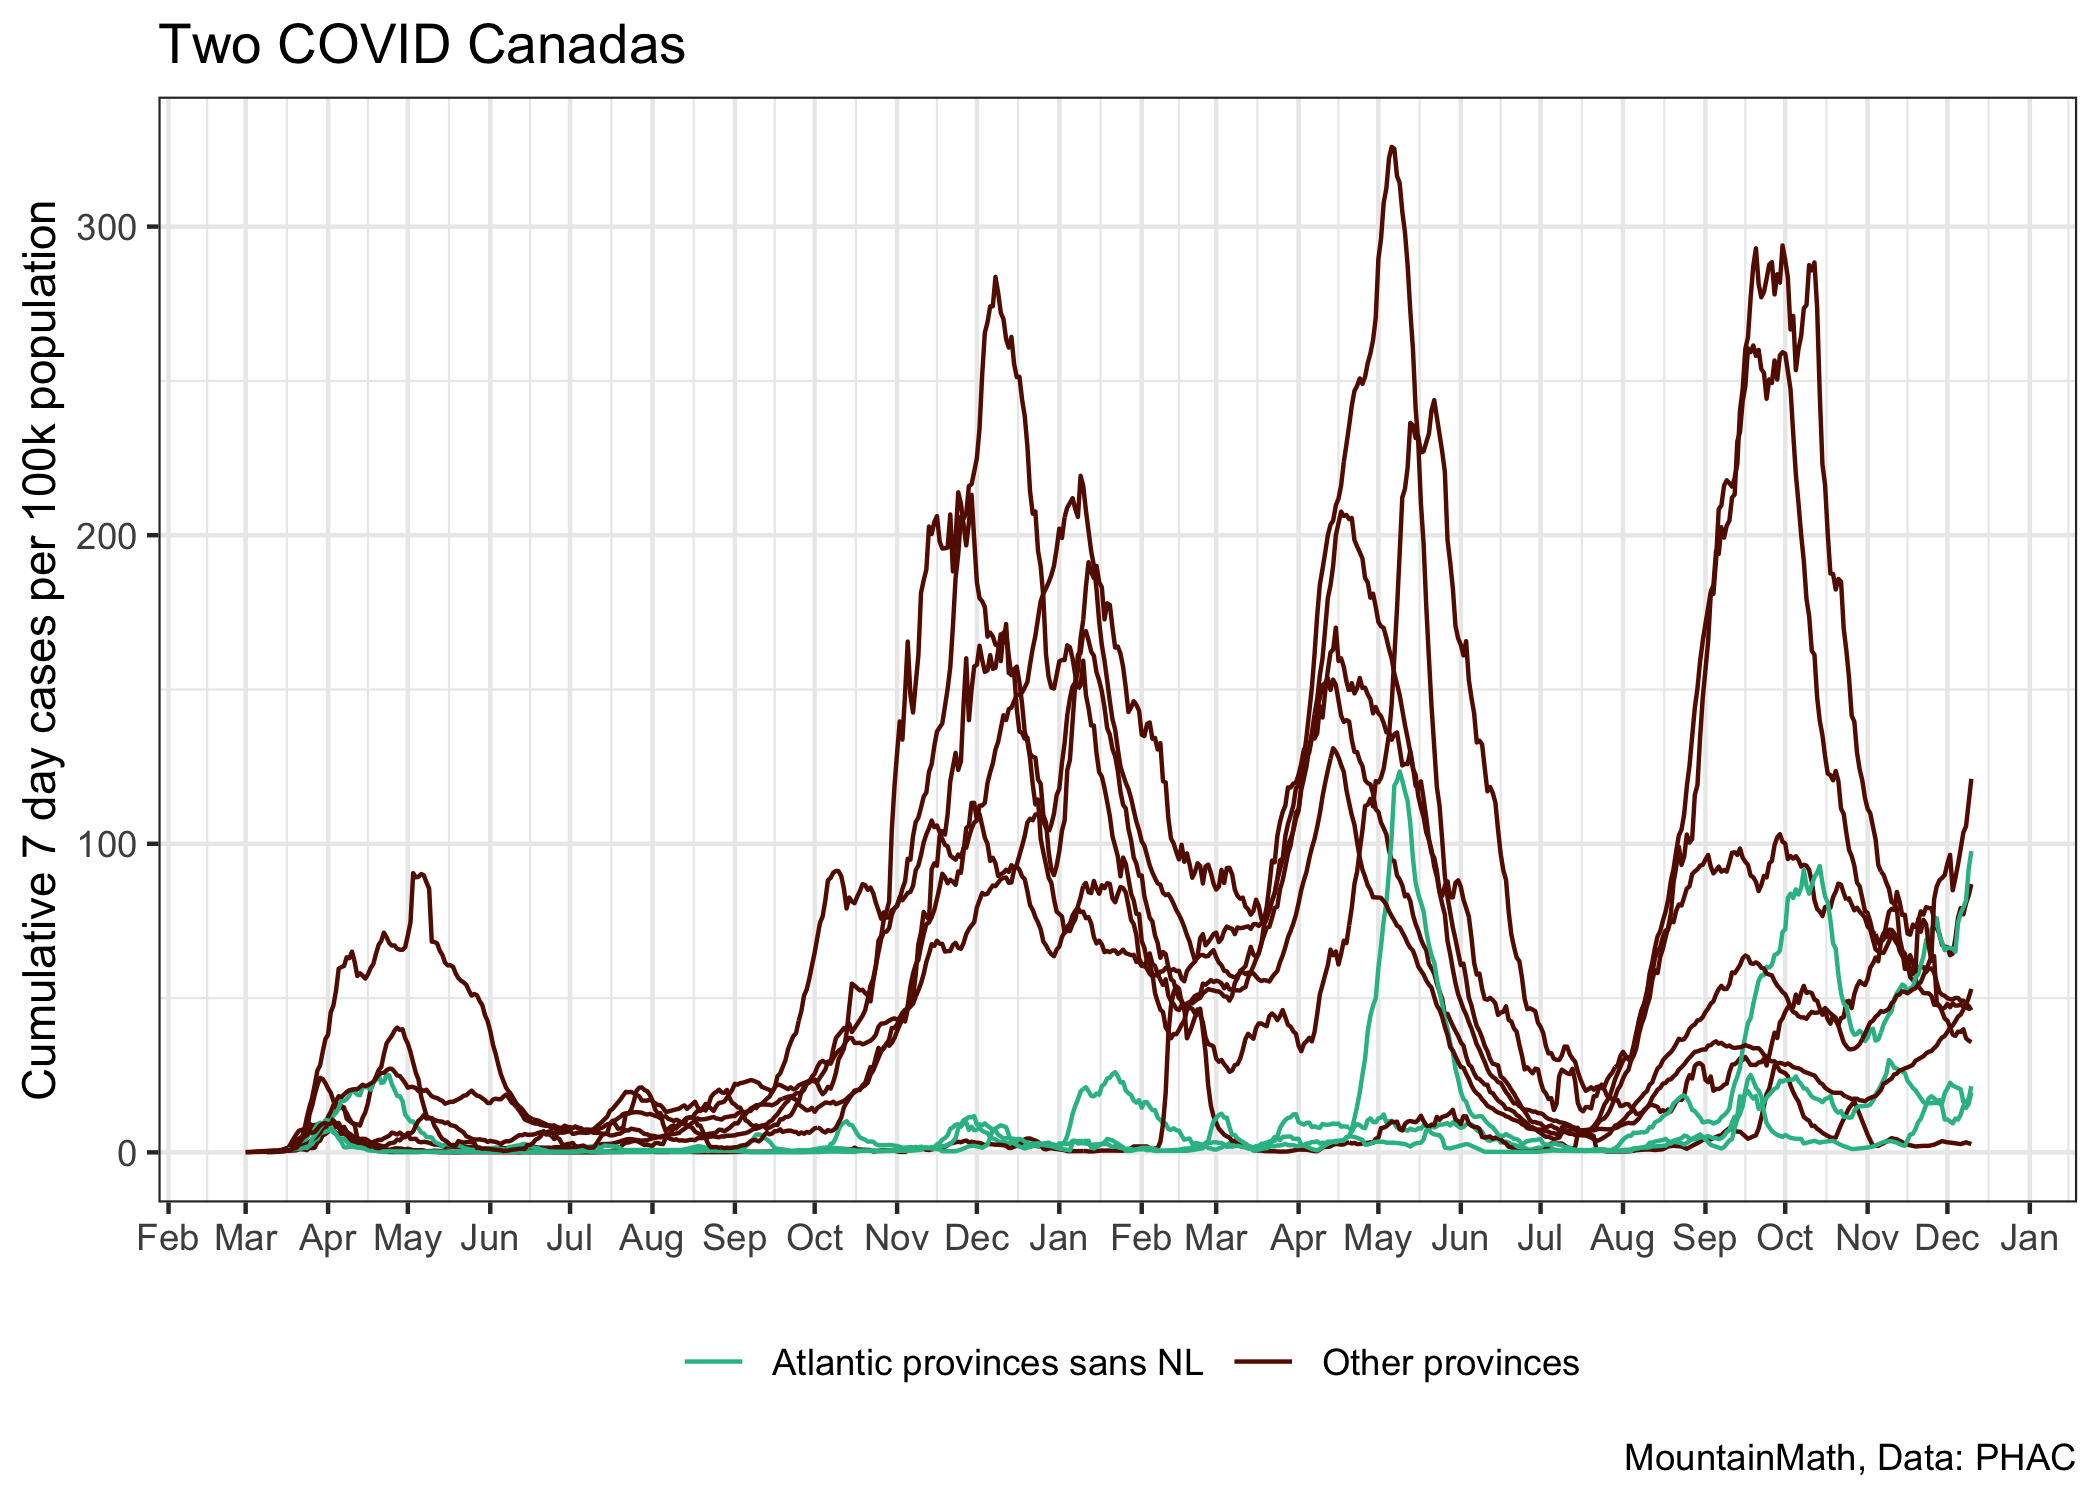 Two COVID Canadas
Cumulative 7 day cases per 100k population
300
200
100
0
Feb Mar Apr May Jun Jul Aug Sep Oct Nov Dec Jan Feb Mar Apr May Jun Jul Aug Sep Oct Nov Dec Jan
Atlantic provinces sans NL Other provinces
MountainMath, Data: PHAC